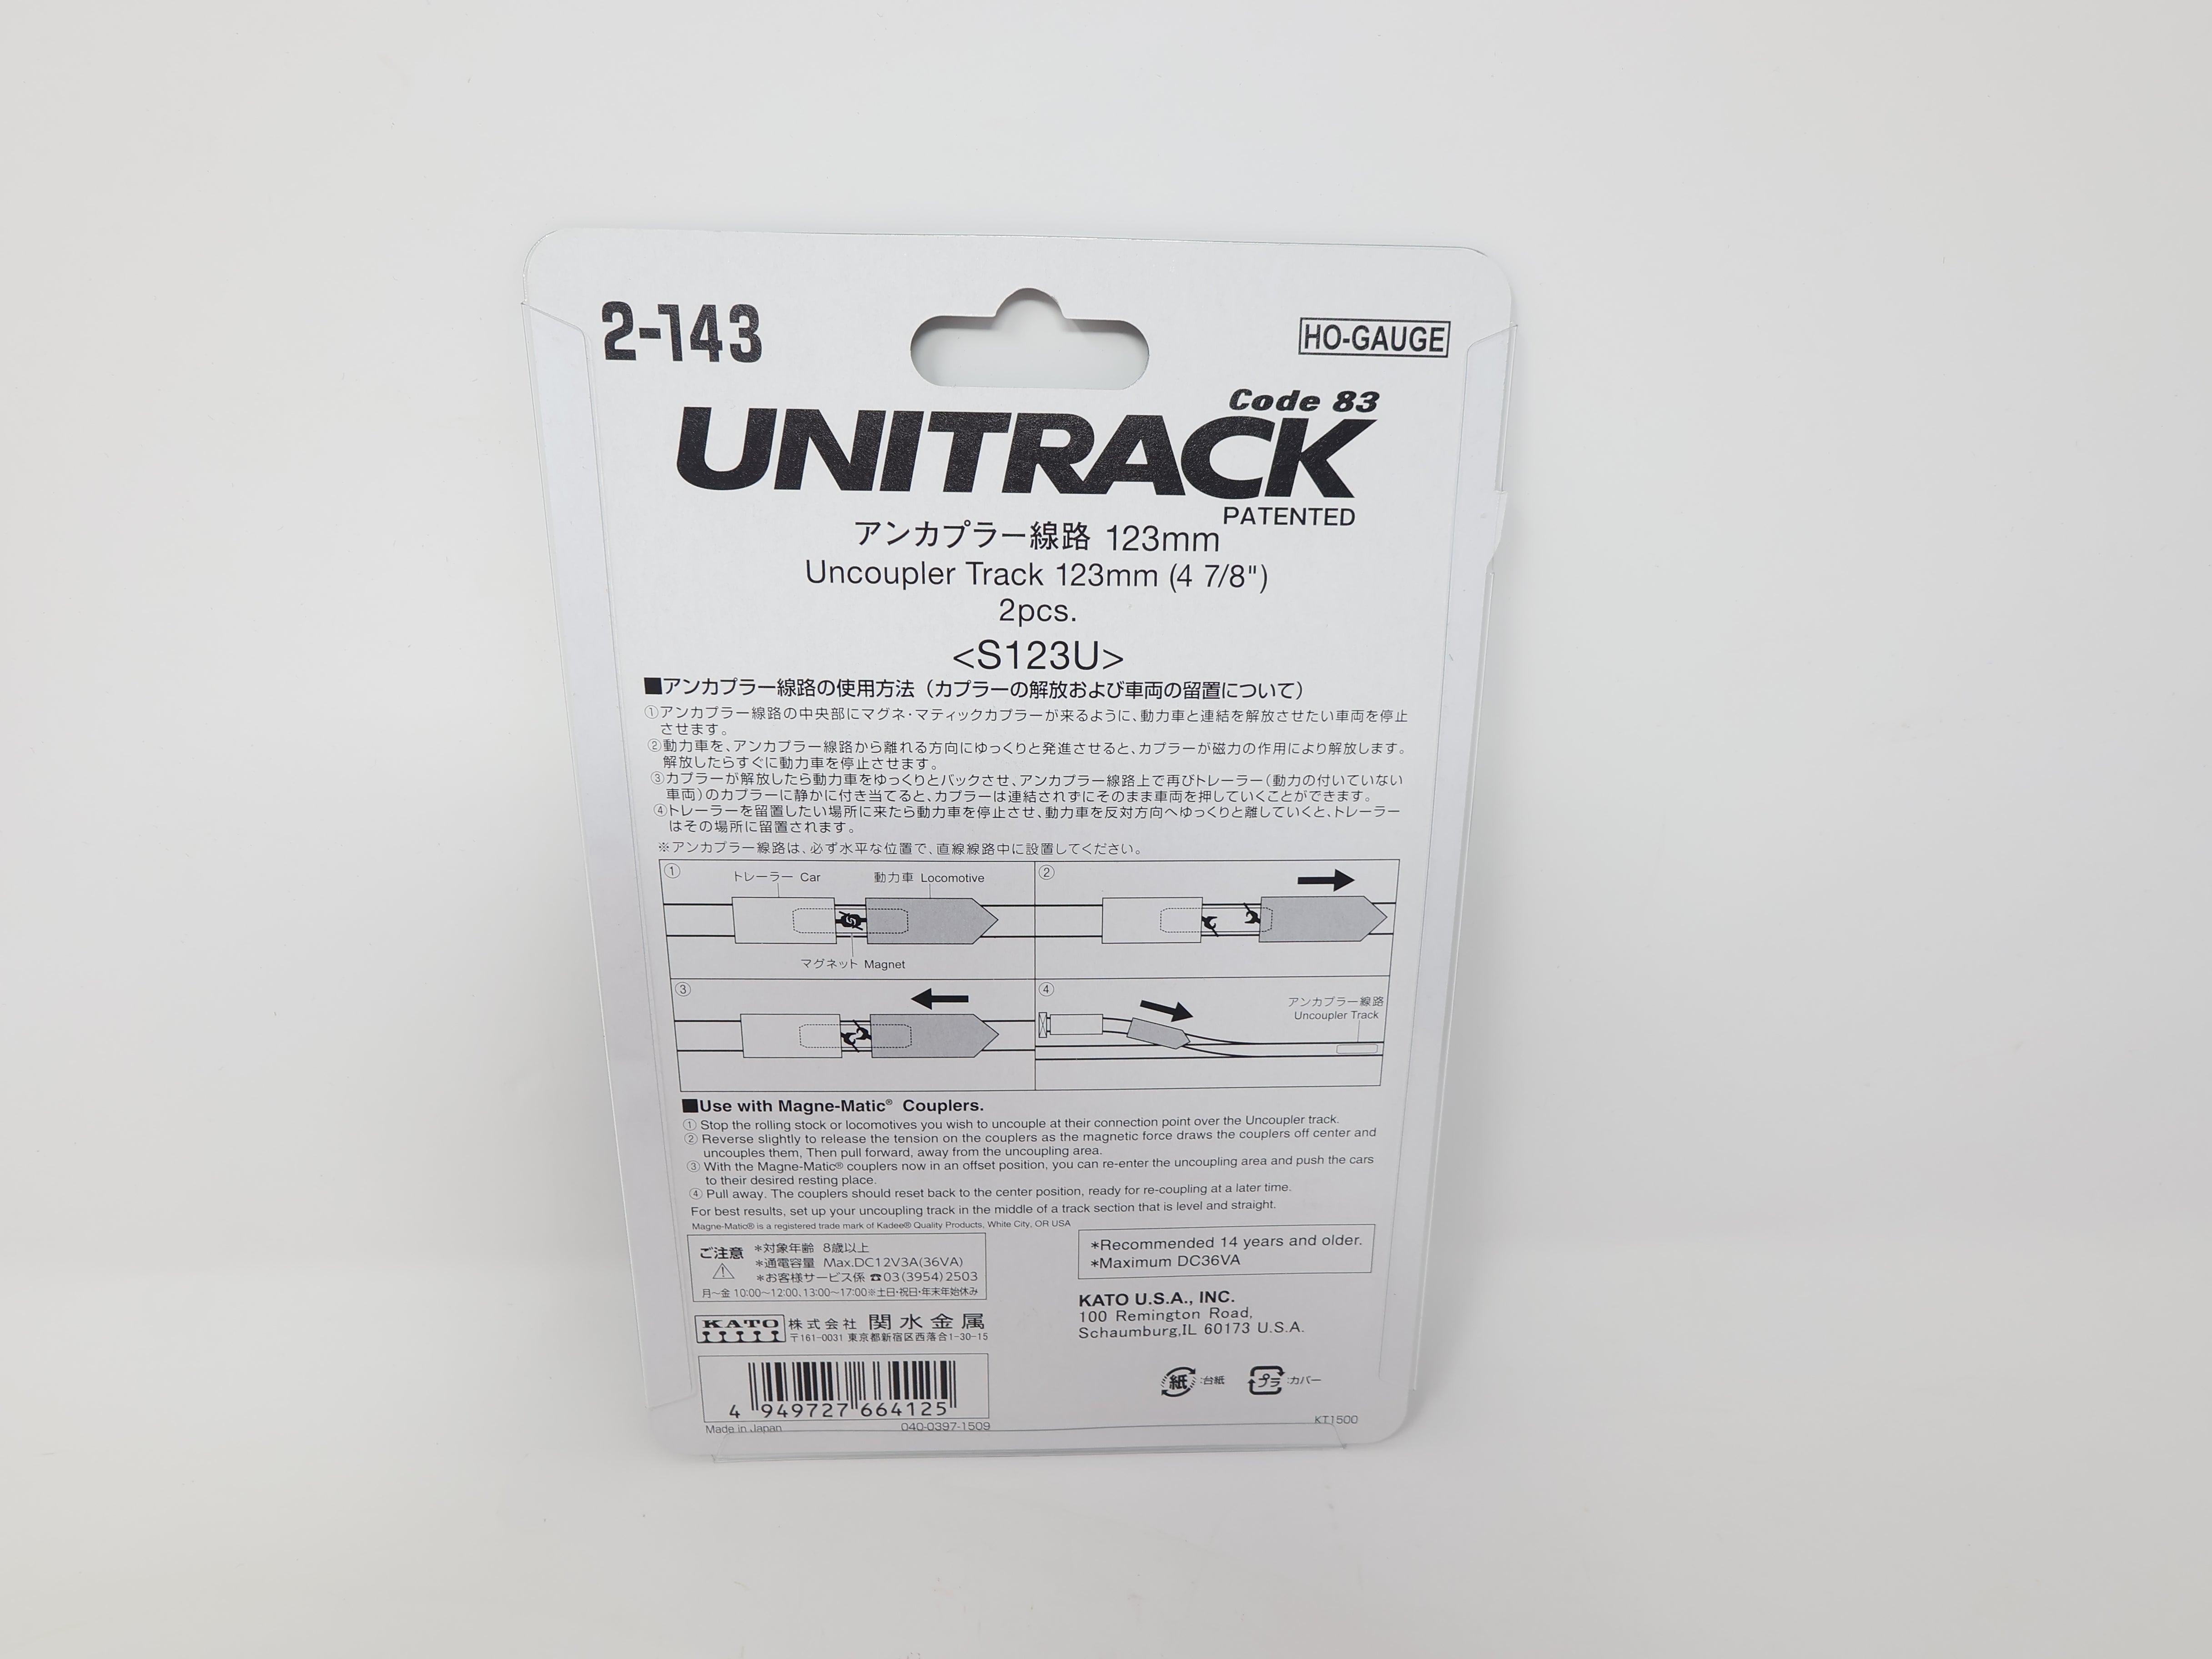 2-143
HO-GAUGE
Code 83
UNITRACK
PATENTED
アンカプラー線路 123mm
Uncoupler Track 123mm (4 7/8")
2pcs.
<S123U>
■アンカプラー線路の使用方法（カプラーの解放および車両の留置について）
①アンカプラー線路の中央部にマグネ・マティックカプラーが来るように、動力車と連結を解放させたい車両を停止
させます。
②動力車を、アンカプラー線路から離れる方向にゆっくりと発進させると、カプラーが磁力の作用により解放します。
解放したらすぐに動力車を停止させます。
③カプラーが解放したら動力車をゆっくりとバックさせ、アンカプラー線路上で再びトレーラー（動力の付いていない
車両）のカプラーに静かに付き当てると、カプラーは連結されずにそのまま車両を押していくことができます。
④トレーラーを留置したい場所に来たら動力車を停止させ、動力車を反対方向へゆっくりと離していくと、トレーラー
はその場所に留置されます。
※アンカプラー線路は、必ず水平な位置で、直線線路中に設置してください。
①
トレーラー Car
動力車 Locomotive
マグネット Magnet
②
③
④
アンカプラー線路
Uncoupler Track
■Use with Magne-Matic® Couplers.
① Stop the rolling stock or locomotives you wish to uncouple at their connection point over the Uncoupler track.
② Reverse slightly to release the tension on the couplers as the magnetic force draws the couplers off center and
uncouples them, Then pull forward, away from the uncoupling area.
③ With the Magne-Matic® couplers now in an offset position, you can re-enter the uncoupling area and push the cars
to their desired resting place.
④ Pull away. The couplers should reset back to the center position, ready for re-coupling at a later time.
For best results, set up your uncoupling track in the middle of a track section that is level and straight.
Magne-Matic® is a registered trade mark of Kadee® Quality Products, White City, OR USA
ご注意
*対象年齢 8歳以上
*通電容量 Max.DC12V3A(36VA)
*お客様サービス係 ☎03(3954)2503
月～金 10:00～12:00、13:00～17:00※土日・祝日・年末年始休み
*Recommended 14 years and older.
*Maximum DC36VA
KATO
株式会社 関水金属
〒161-0031 東京都新宿区西落合1-30-15
KATO U.S.A., INC.
100 Remington Road,
Schaumburg,IL 60173 U.S.A.
4 949727 664125
Made in Japan
040-0397-1509
紙 :台紙
プラ :カバー
KT1500